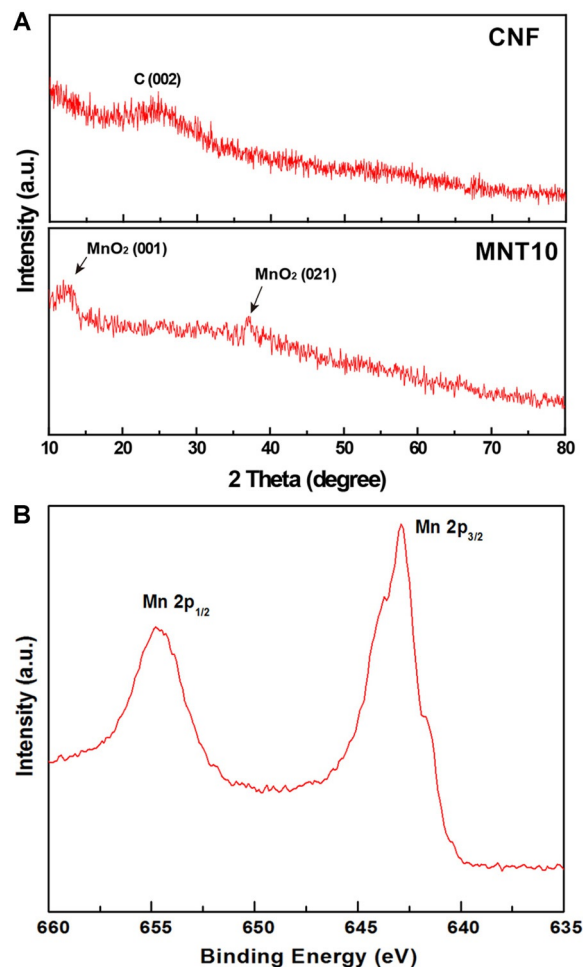 A
CNF
C (002)
MNT10
MnO₂ (001)
MnO₂ (021)
Intensity (a.u.)
10 20 30 40 50 60 70 80
2 Theta (degree)
B
Mn 2p₃/₂
Mn 2p₁/₂
Intensity (a.u.)
660 655 650 645 640 635
Binding Energy (eV)